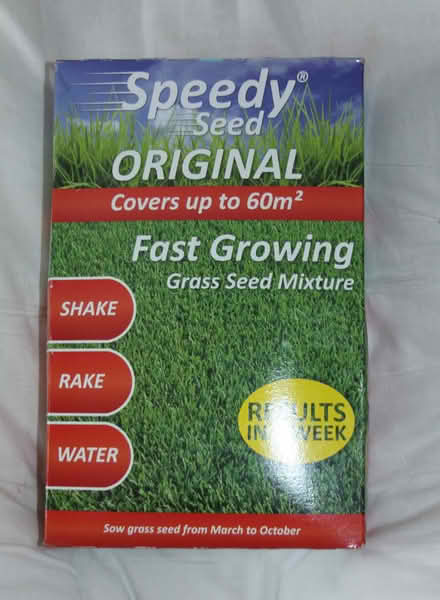 Speedy®
Seed
ORIGINAL
Covers up to 60m²
Fast Growing
Grass Seed Mixture
SHAKE
RAKE
WATER
RESULTS
IN WEEK
Sow grass seed from March to October